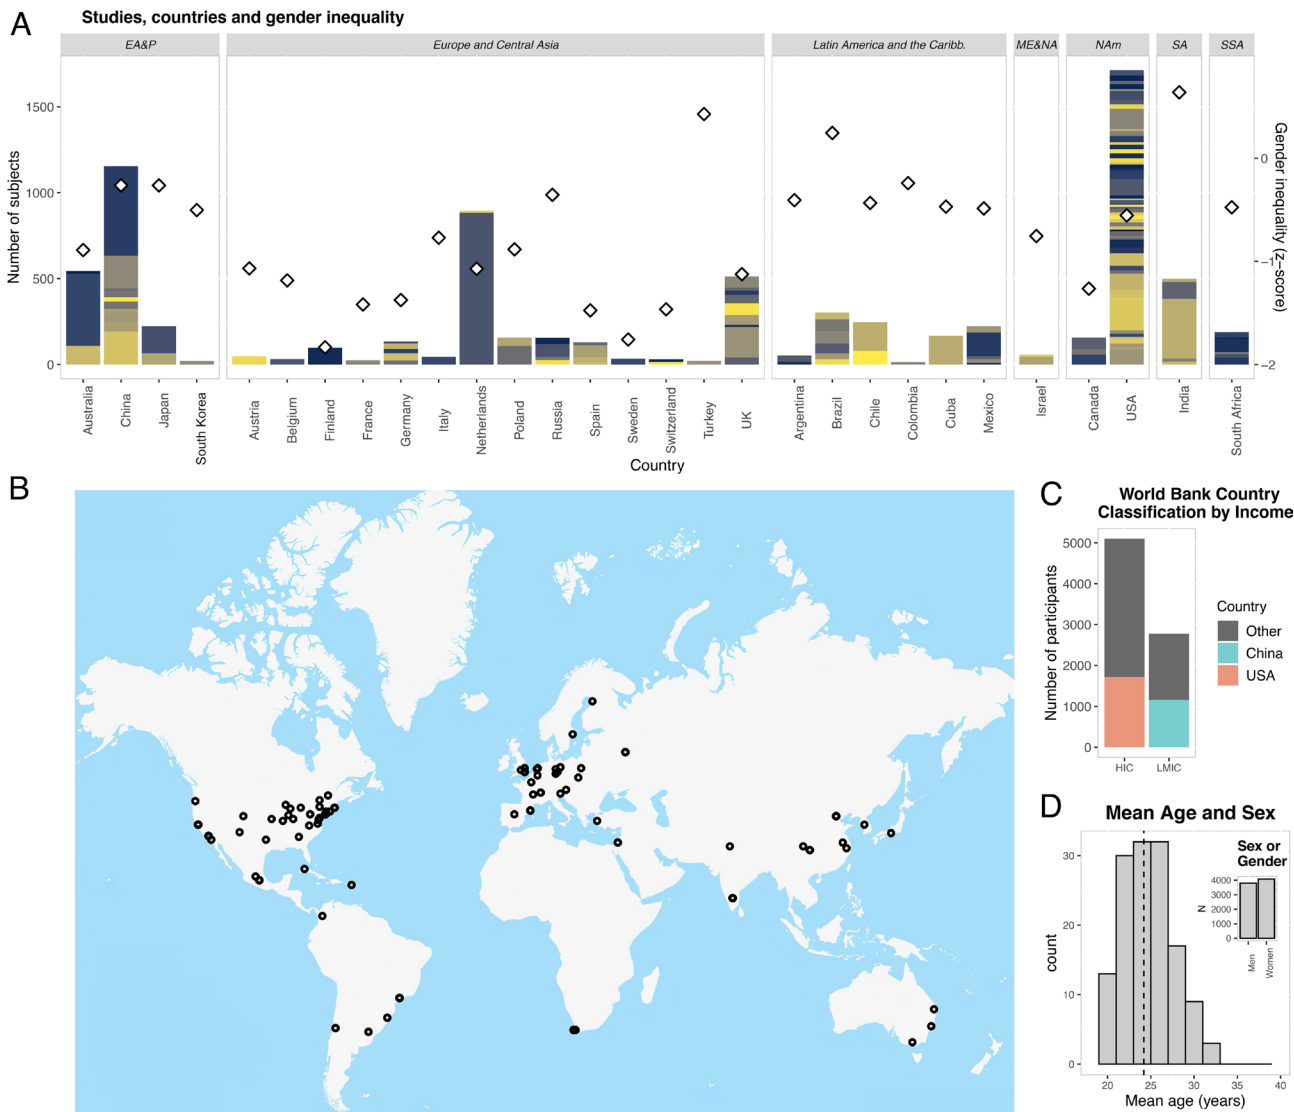 A
Studies, countries and gender inequality
EA&P
Europe and Central Asia
Latin America and the Caribb.
ME&NA
NAm
SA
SSA
Number of subjects
1500
1000
500
0
Gender inequality (z-score)
0
−1
−2
Australia
China
Japan
South Korea
Austria
Belgium
Finland
France
Germany
Italy
Netherlands
Poland
Russia
Spain
Sweden
Switzerland
Turkey
UK
Argentina
Brazil
Chile
Colombia
Cuba
Mexico
Israel
Canada
USA
India
South Africa
Country
B
C
World Bank Country
Classification by Income
Number of participants
5000
4000
3000
2000
1000
0
HIC
LMIC
Country
Other
China
USA
D
Mean Age and Sex
count
30
20
10
0
20
25
30
35
40
Mean age (years)
Sex or
Gender
N
4000
3000
2000
1000
0
Men
Women